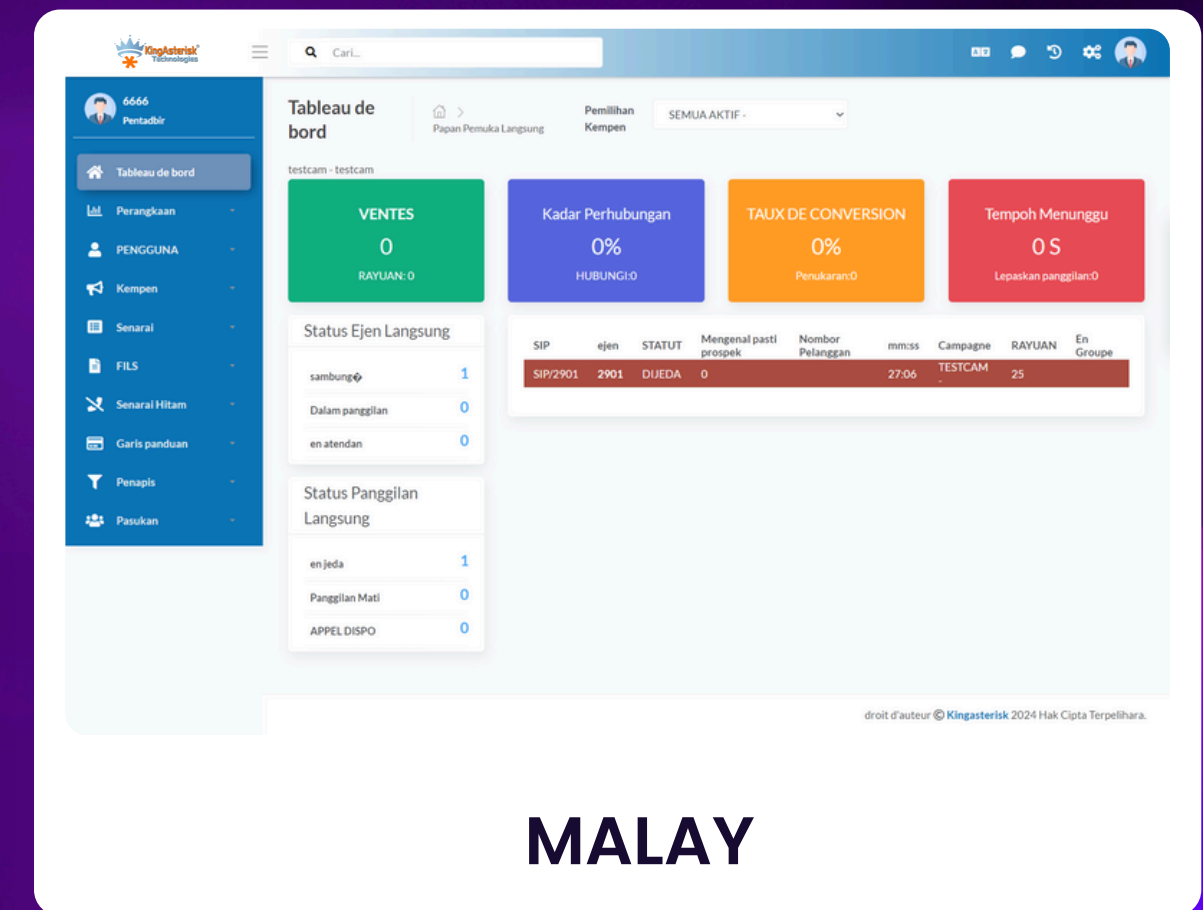 KingAsterisk
Technologies
Cari...
6666
Pentadbir
Tableau de bord
Perangkaan
PENGGUNA
Kempen
Senarai
FILS
Senarai Hitam
Garis panduan
Penapis
Pasukan
Tableau de
bord
Papan Pemuka Langsung
Pemilihan
Kempen
SEMUA AKTIF -
testcam - testcam
VENTES
0
RAYUAN: 0
Kadar Perhubungan
0%
HUBUNGI:0
TAUX DE CONVERSION
0%
Penukaran:0
Tempoh Menunggu
0 S
Lepaskan panggilan:0
Status Ejen Langsung
sambung� 1
Dalam panggilan 0
en atendan 0
Status Panggilan
Langsung
en jeda 1
Panggilan Mati 0
APPEL DISPO 0
SIP ejen STATUT Mengenal pasti prospek Nombor Pelanggan mm:ss Campagne RAYUAN En Groupe
SIP/2901 2901 DIJEDA 0 27:06 TESTCAM - 25
droit d'auteur © Kingasterisk 2024 Hak Cipta Terpelihara.
MALAY